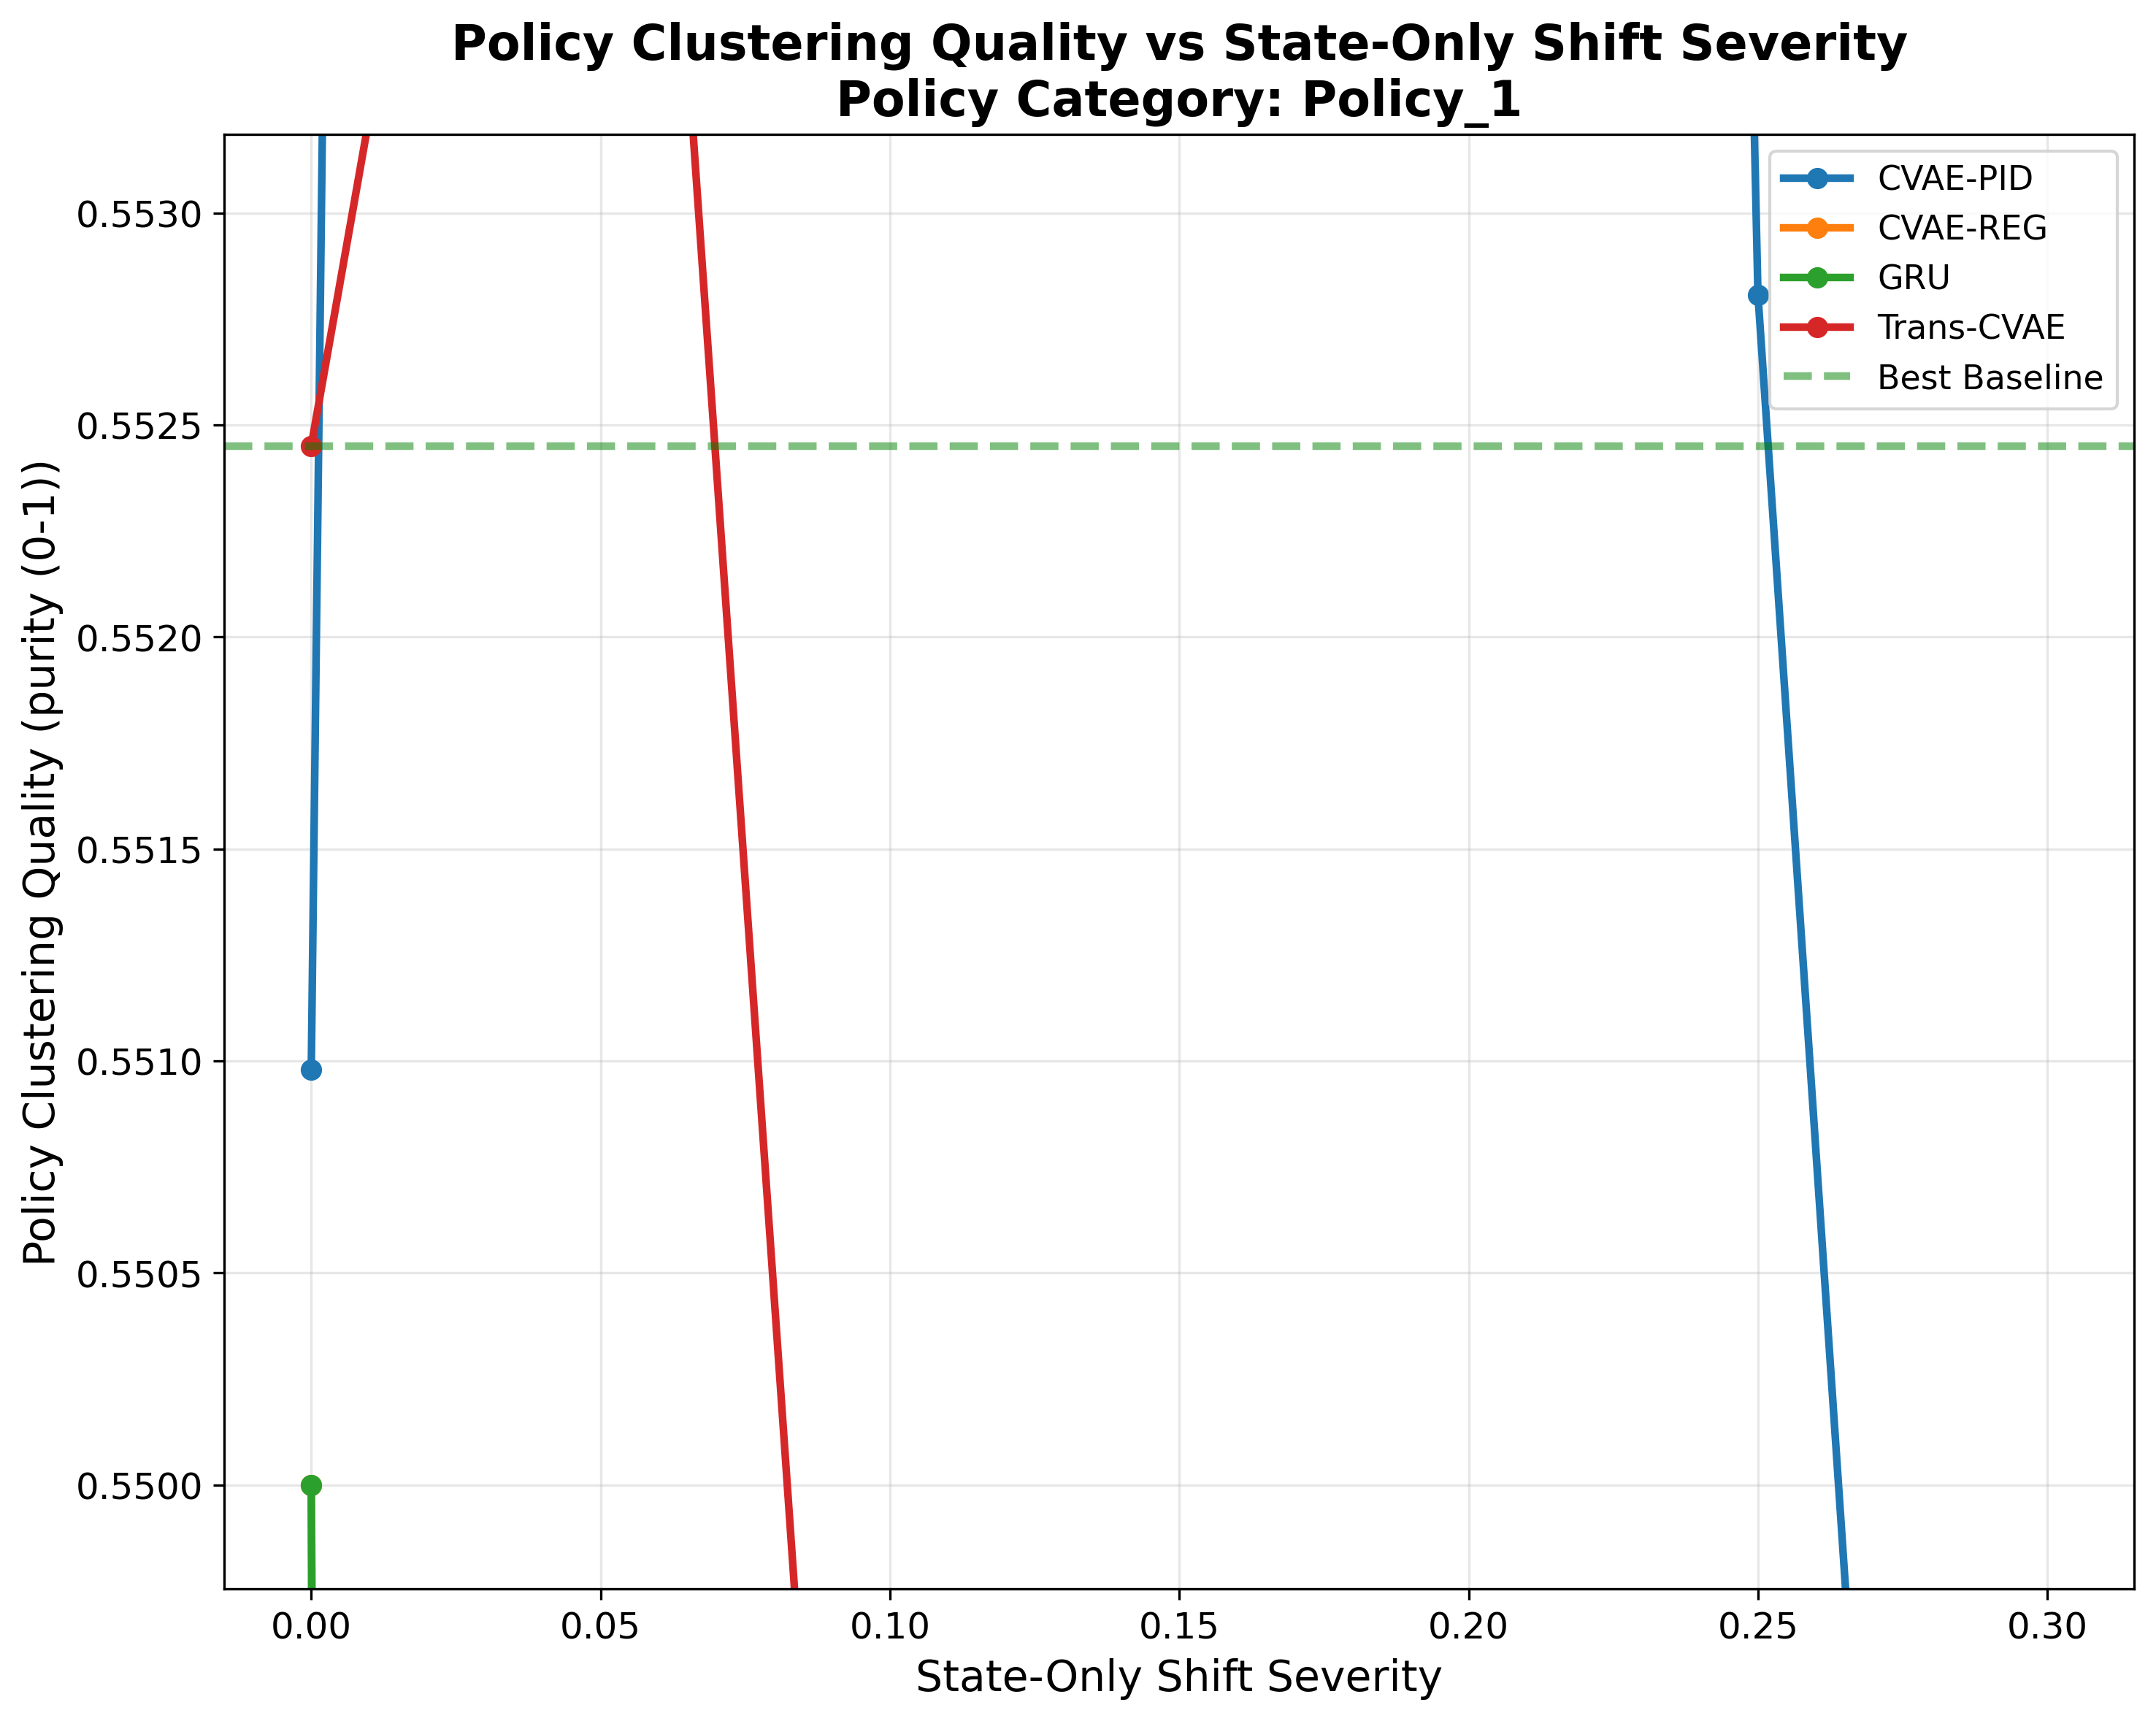 Policy Clustering Quality vs State-Only Shift Severity
Policy Category: Policy_1
Policy Clustering Quality (purity (0-1))
0.5530
0.5525
0.5520
0.5515
0.5510
0.5505
0.5500
CVAE-PID
CVAE-REG
GRU
Trans-CVAE
Best Baseline
0.00
0.05
0.10
0.15
0.20
0.25
0.30
State-Only Shift Severity